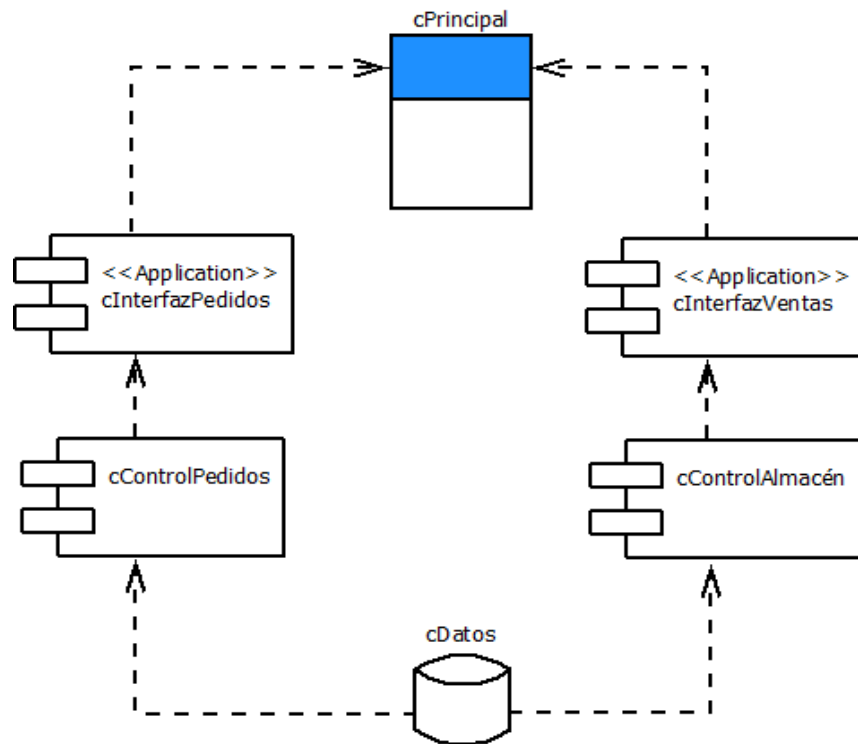 cPrincipal
<<Application>>
cInterfazPedidos
<<Application>>
cInterfazVentas
cControlPedidos
cControlAlmacén
cDatos